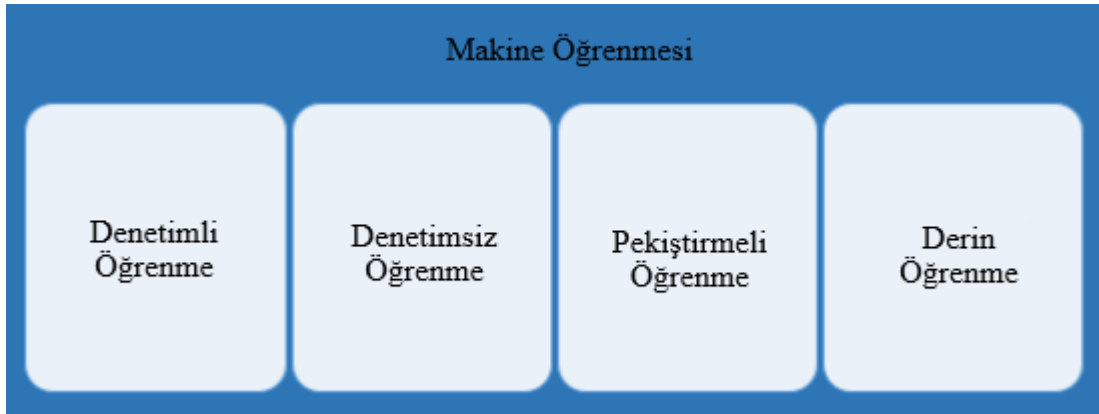 Makine Öğrenmesi
Denetimli
Öğrenme
Denetimsiz
Öğrenme
Pekiştirmeli
Öğrenme
Derin
Öğrenme